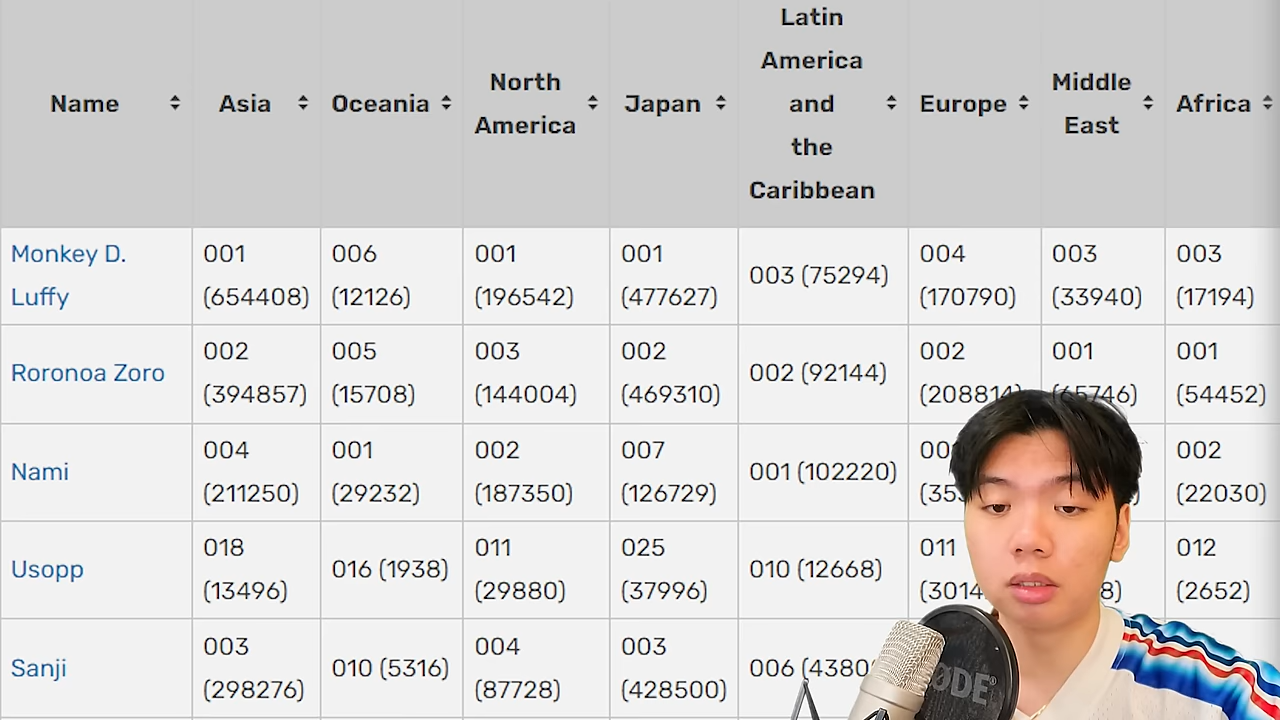 Name Asia Oceania North America Japan Latin America and the Caribbean Europe Middle East Africa
Monkey D. Luffy 001 (654408) 006 (12126) 001 (196542) 001 (477627) 003 (75294) 004 (170790) 003 (33940) 003 (17194)
Roronoa Zoro 002 (394857) 005 (15708) 003 (144004) 002 (469310) 002 (92144) 002 (208814) 001 (65746) 001 (54452)
Nami 004 (211250) 001 (29232) 002 (187350) 007 (126729) 001 (102220) 002 (22030)
Usopp 018 (13496) 016 (1938) 011 (29880) 025 (37996) 010 (12668) 011 012 (2652)
Sanji 003 (298276) 010 (5316) 004 (87728) 003 (428500) 006